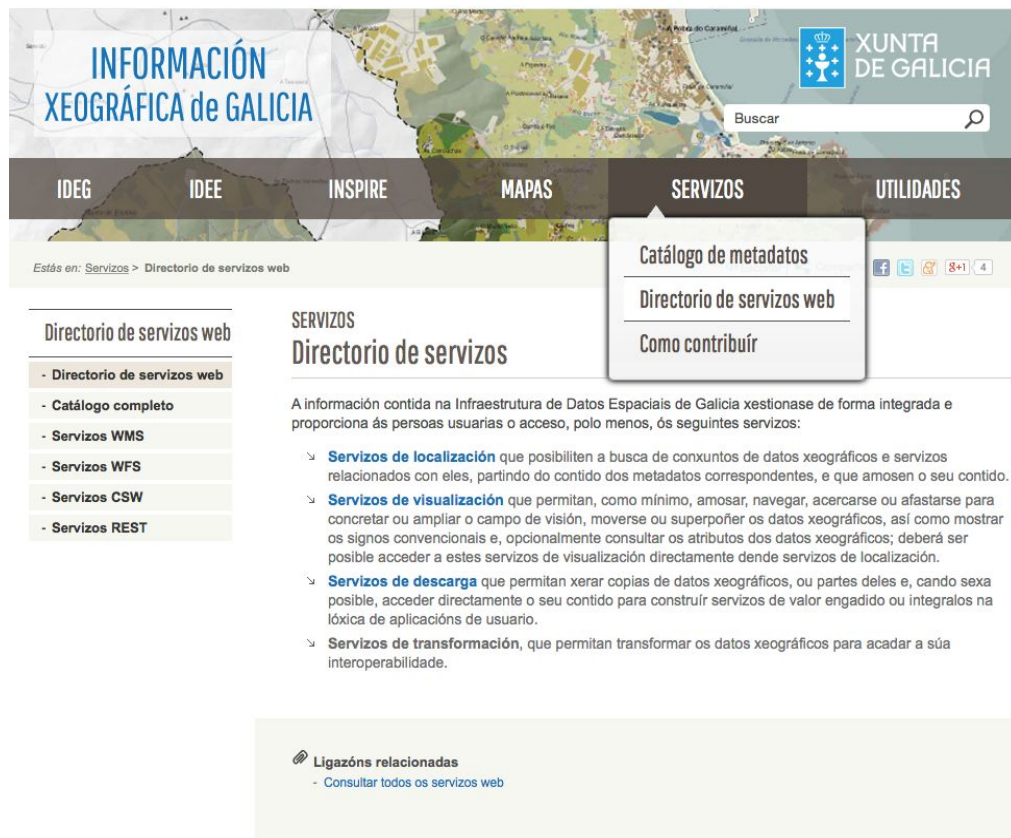 INFORMACIÓN
XEOGRÁFICA de GALICIA
XUNTA
DE GALICIA
Buscar
IDEG
IDEE
INSPIRE
MAPAS
SERVIZOS
UTILIDADES
Catálogo de metadatos
Directorio de servizos web
Como contribuír
Estás en: Servizos > Directorio de servizos web
8+1 4
Directorio de servizos web
- Directorio de servizos web
- Catálogo completo
- Servizos WMS
- Servizos WFS
- Servizos CSW
- Servizos REST
SERVIZOS
Directorio de servizos
A información contida na Infraestrutura de Datos Espaciais de Galicia xestionase de forma integrada e
proporciona ás persoas usuarias o acceso, polo menos, ós seguintes servizos:
Servizos de localización que posibiliten a busca de conxuntos de datos xeográficos e servizos
relacionados con eles, partindo do contido dos metadatos correspondentes, e que amosen o seu contido.
Servizos de visualización que permitan, como mínimo, amosar, navegar, acercarse ou afastarse para
concretar ou ampliar o campo de visión, moverse ou superpoñer os datos xeográficos, así como mostrar
os signos convencionais e, opcionalmente consultar os atributos dos datos xeográficos; deberá ser
posible acceder a estes servizos de visualización directamente dende servizos de localización.
Servizos de descarga que permitan xerar copias de datos xeográficos, ou partes deles e, cando sexa
posible, acceder directamente o seu contido para construír servizos de valor engadido ou integralos na
lóxica de aplicacións de usuario.
Servizos de transformación, que permitan transformar os datos xeográficos para acadar a súa
interoperabilidade.
Ligazóns relacionadas
- Consultar todos os servizos web